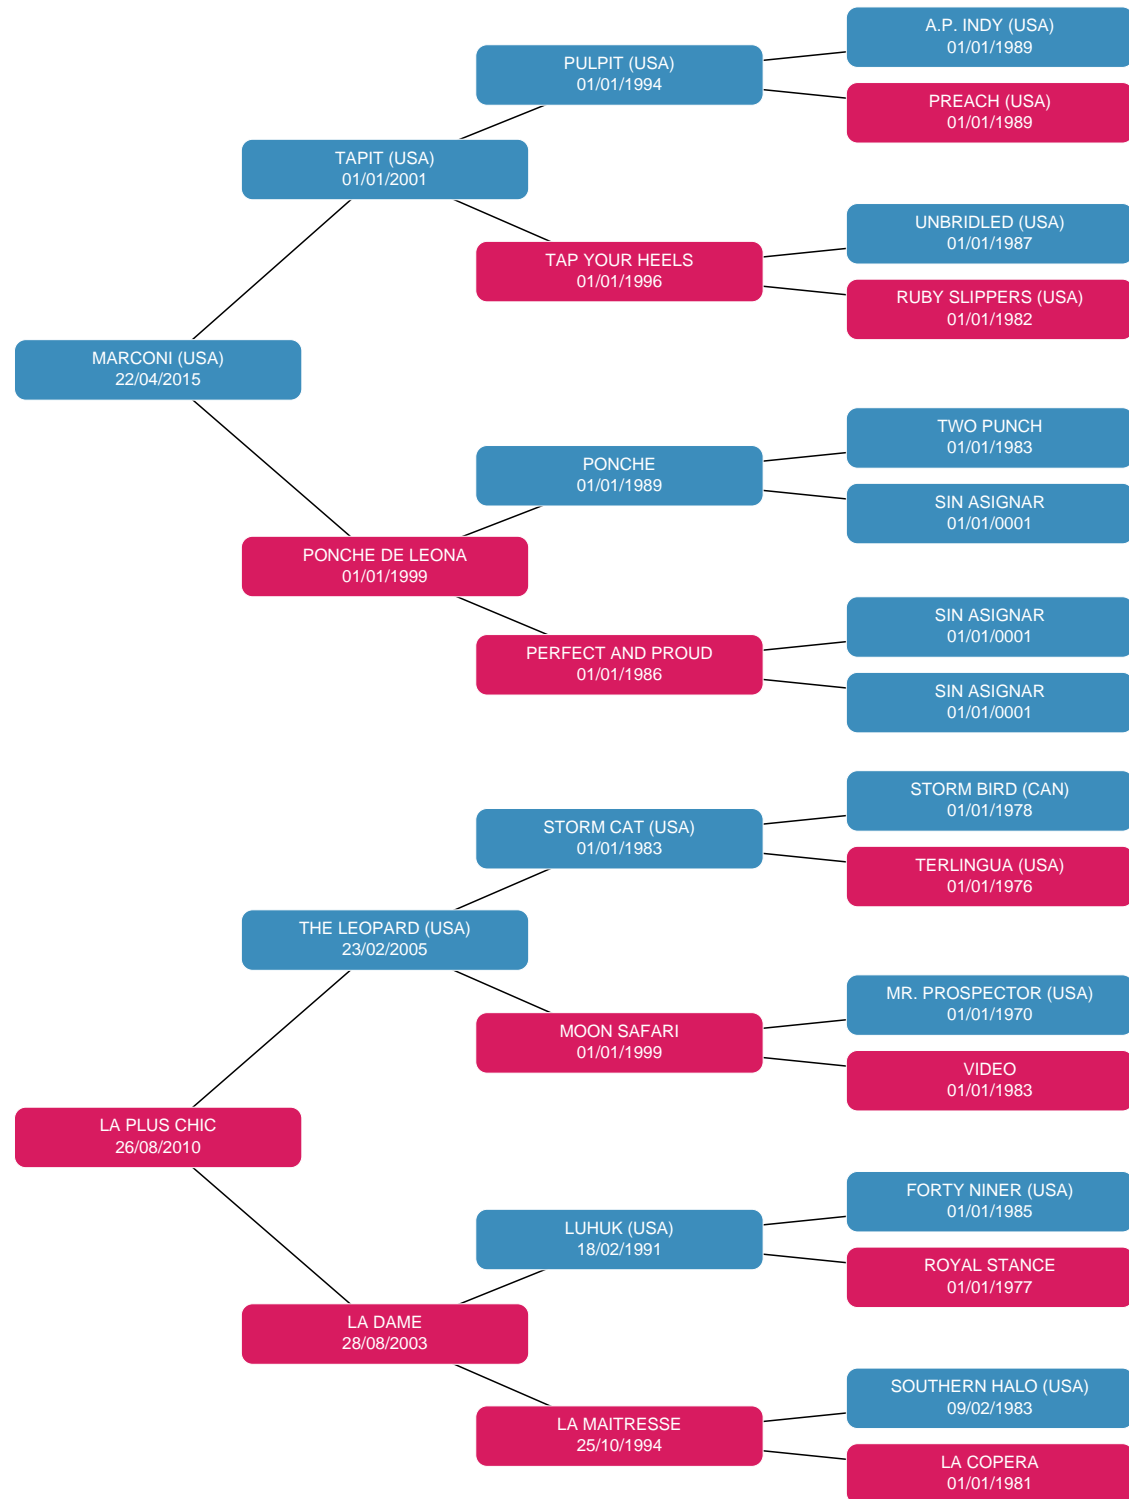 A.P. INDY (USA)
01/01/1989
PULPIT (USA)
01/01/1994
PREACH (USA)
01/01/1989
TAPIT (USA)
01/01/2001
UNBRIDLED (USA)
01/01/1987
TAP YOUR HEELS
01/01/1996
RUBY SLIPPERS (USA)
01/01/1982
MARCONI (USA)
22/04/2015
TWO PUNCH
01/01/1983
PONCHE
01/01/1989
SIN ASIGNAR
01/01/0001
PONCHE DE LEONA
01/01/1999
SIN ASIGNAR
01/01/0001
PERFECT AND PROUD
01/01/1986
SIN ASIGNAR
01/01/0001
STORM BIRD (CAN)
01/01/1978
STORM CAT (USA)
01/01/1983
TERLINGUA (USA)
01/01/1976
THE LEOPARD (USA)
23/02/2005
MR. PROSPECTOR (USA)
01/01/1970
MOON SAFARI
01/01/1999
VIDEO
01/01/1983
LA PLUS CHIC
26/08/2010
FORTY NINER (USA)
01/01/1985
LUHUK (USA)
18/02/1991
ROYAL STANCE
01/01/1977
LA DAME
28/08/2003
SOUTHERN HALO (USA)
09/02/1983
LA MAITRESSE
25/10/1994
LA COPERA
01/01/1981